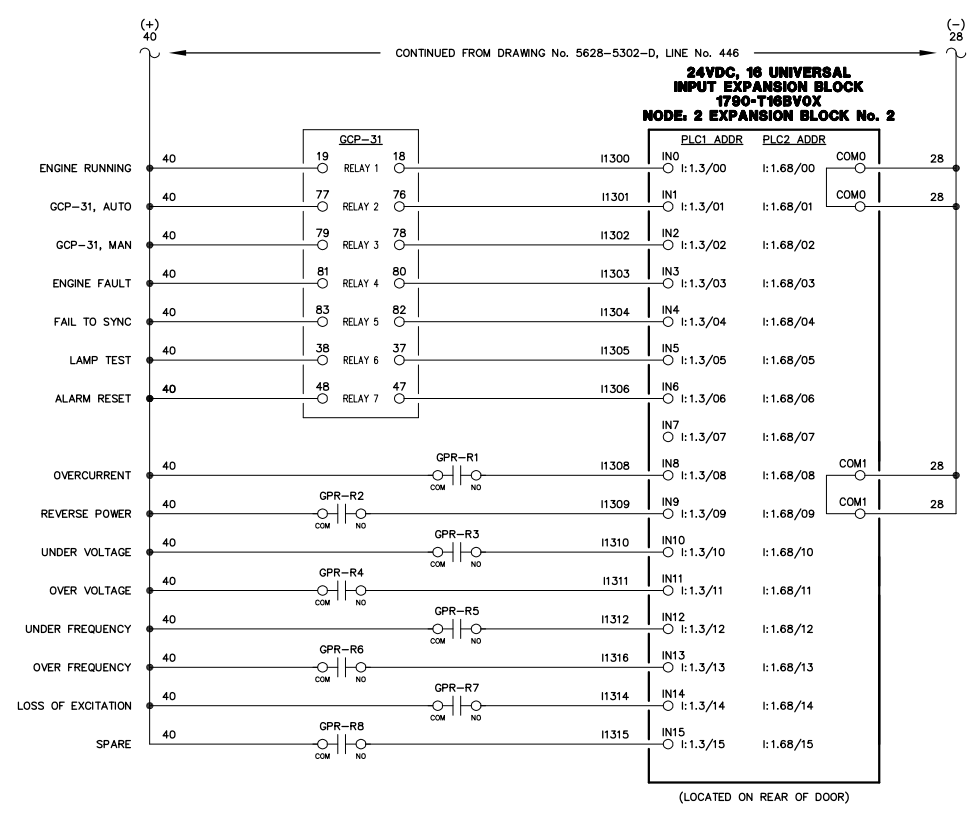 (+) (−)
40 28
CONTINUED FROM DRAWING No. 5628−5302−D, LINE No. 446
24VDC, 16 UNIVERSAL
INPUT EXPANSION BLOCK
1790−T16BV0X
NODE: 2 EXPANSION BLOCK No. 2
GCP−31 PLC1 ADDR PLC2 ADDR
ENGINE RUNNING 40 19 RELAY 1 18 I1300 IN0 I:1.3/00 I:1.68/00 COM0 28
GCP−31, AUTO 40 77 RELAY 2 76 I1301 IN1 I:1.3/01 I:1.68/01 COM0 28
GCP−31, MAN 40 79 RELAY 3 78 I1302 IN2 I:1.3/02 I:1.68/02
ENGINE FAULT 40 81 RELAY 4 80 I1303 IN3 I:1.3/03 I:1.68/03
FAIL TO SYNC 40 83 RELAY 5 82 I1304 IN4 I:1.3/04 I:1.68/04
LAMP TEST 40 38 RELAY 6 37 I1305 IN5 I:1.3/05 I:1.68/05
ALARM RESET 40 48 RELAY 7 47 I1306 IN6 I:1.3/06 I:1.68/06
IN7 I:1.3/07 I:1.68/07
OVERCURRENT 40 GPR−R1 COM NO I1308 IN8 I:1.3/08 I:1.68/08 COM1 28
REVERSE POWER 40 GPR−R2 COM NO I1309 IN9 I:1.3/09 I:1.68/09 COM1 28
UNDER VOLTAGE 40 GPR−R3 COM NO I1310 IN10 I:1.3/10 I:1.68/10
OVER VOLTAGE 40 GPR−R4 COM NO I1311 IN11 I:1.3/11 I:1.68/11
UNDER FREQUENCY 40 GPR−R5 COM NO I1312 IN12 I:1.3/12 I:1.68/12
OVER FREQUENCY 40 GPR−R6 COM NO I1316 IN13 I:1.3/13 I:1.68/13
LOSS OF EXCITATION 40 GPR−R7 COM NO I1314 IN14 I:1.3/14 I:1.68/14
SPARE 40 GPR−R8 COM NO I1315 IN15 I:1.3/15 I:1.68/15
(LOCATED ON REAR OF DOOR)